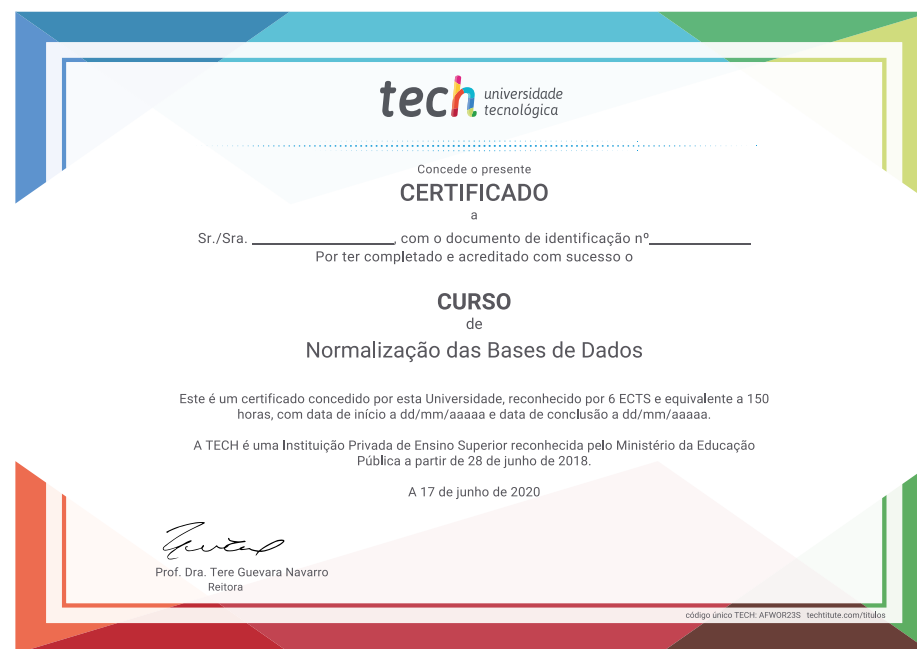 tech universidade
tecnológica
Concede o presente
CERTIFICADO
a
Sr./Sra. ____________________, com o documento de identificação nº______________
Por ter completado e acreditado com sucesso o
CURSO
de
Normalização das Bases de Dados
Este é um certificado concedido por esta Universidade, reconhecido por 6 ECTS e equivalente a 150
horas, com data de início a dd/mm/aaaaa e data de conclusão a dd/mm/aaaaa.
A TECH é uma Instituição Privada de Ensino Superior reconhecida pelo Ministério da Educação
Pública a partir de 28 de junho de 2018.
A 17 de junho de 2020
Prof. Dra. Tere Guevara Navarro
Reitora
código único TECH: AFWOR23S techtitute.com/titulos